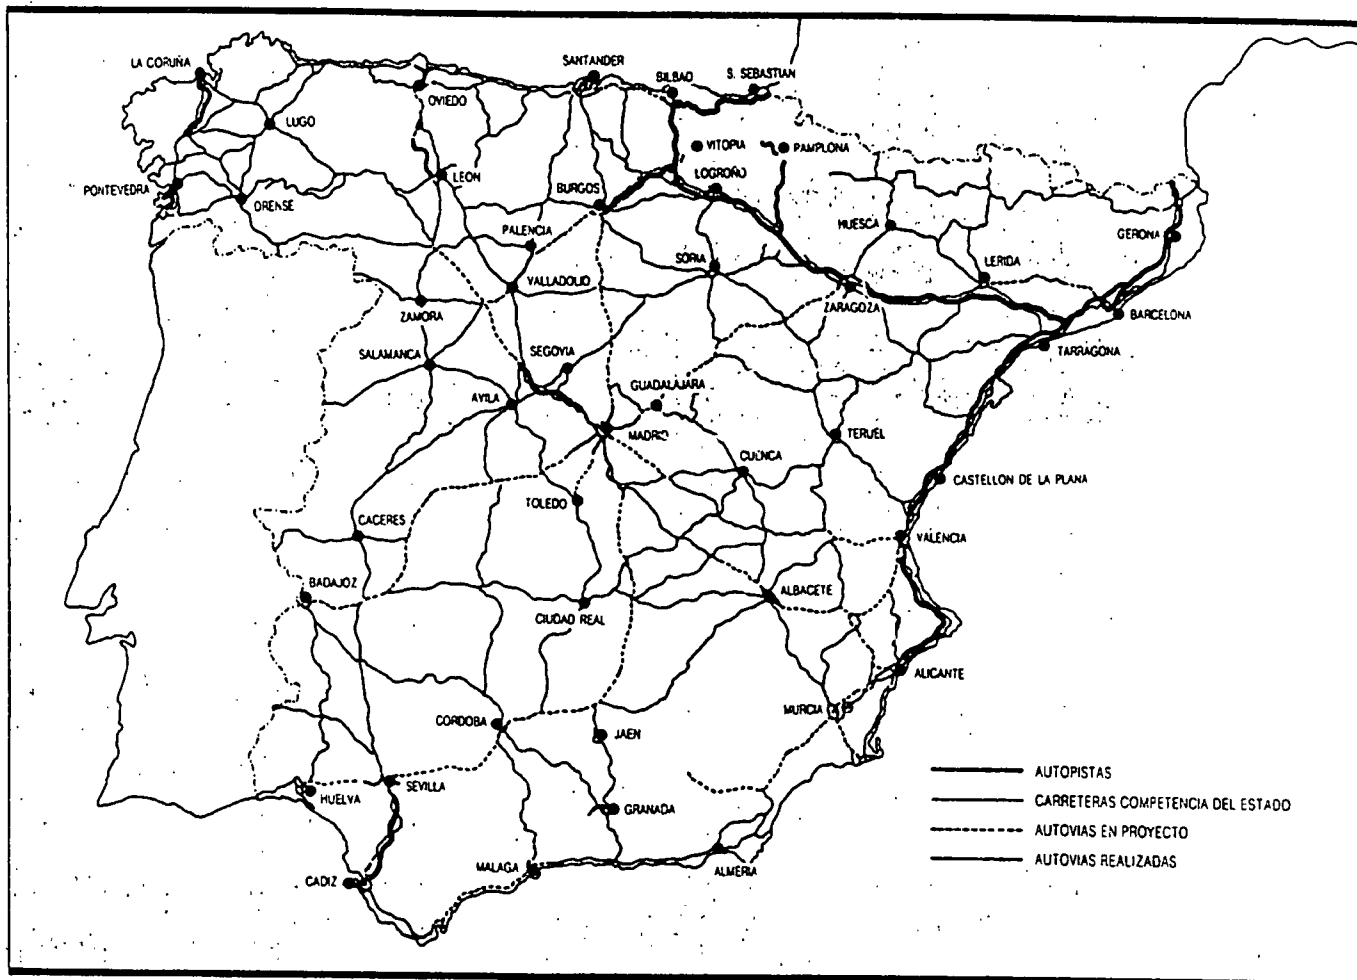 LA CORUÑA
SANTANDER
BILBAO
S. SEBASTIAN
OVIEDO
LUGO
VITOPIA
PAMPLONA
LEON
LOGROÑO
PONTEVEDRA
ORENSE
BURGOS
HUESCA
GERONA
PALENCIA
SORIA
LERIDA
VALLADOLIO
ZARAGOZA
BARCELONA
ZAMORA
TARRAGONA
SALAMANCA
SEGOVIA
GUADALAJARA
AVILA
MADRID
TERUEL
CUENCA
CASTELLON DE LA PLANA
TOLEDO
CACERES
VALENCIA
BADAJOZ
ALBACETE
CIUDAD REAL
ALICANTE
MURCIA
CORDOBA
JAEN
SEVILLA
HUELVA
GRANADA
MALAGA
ALMERIA
CADIZ
AUTOPISTAS
CARRETERAS COMPETENCIA DEL ESTADO
AUTOVIAS EN PROYECTO
AUTOVIAS REALIZADAS